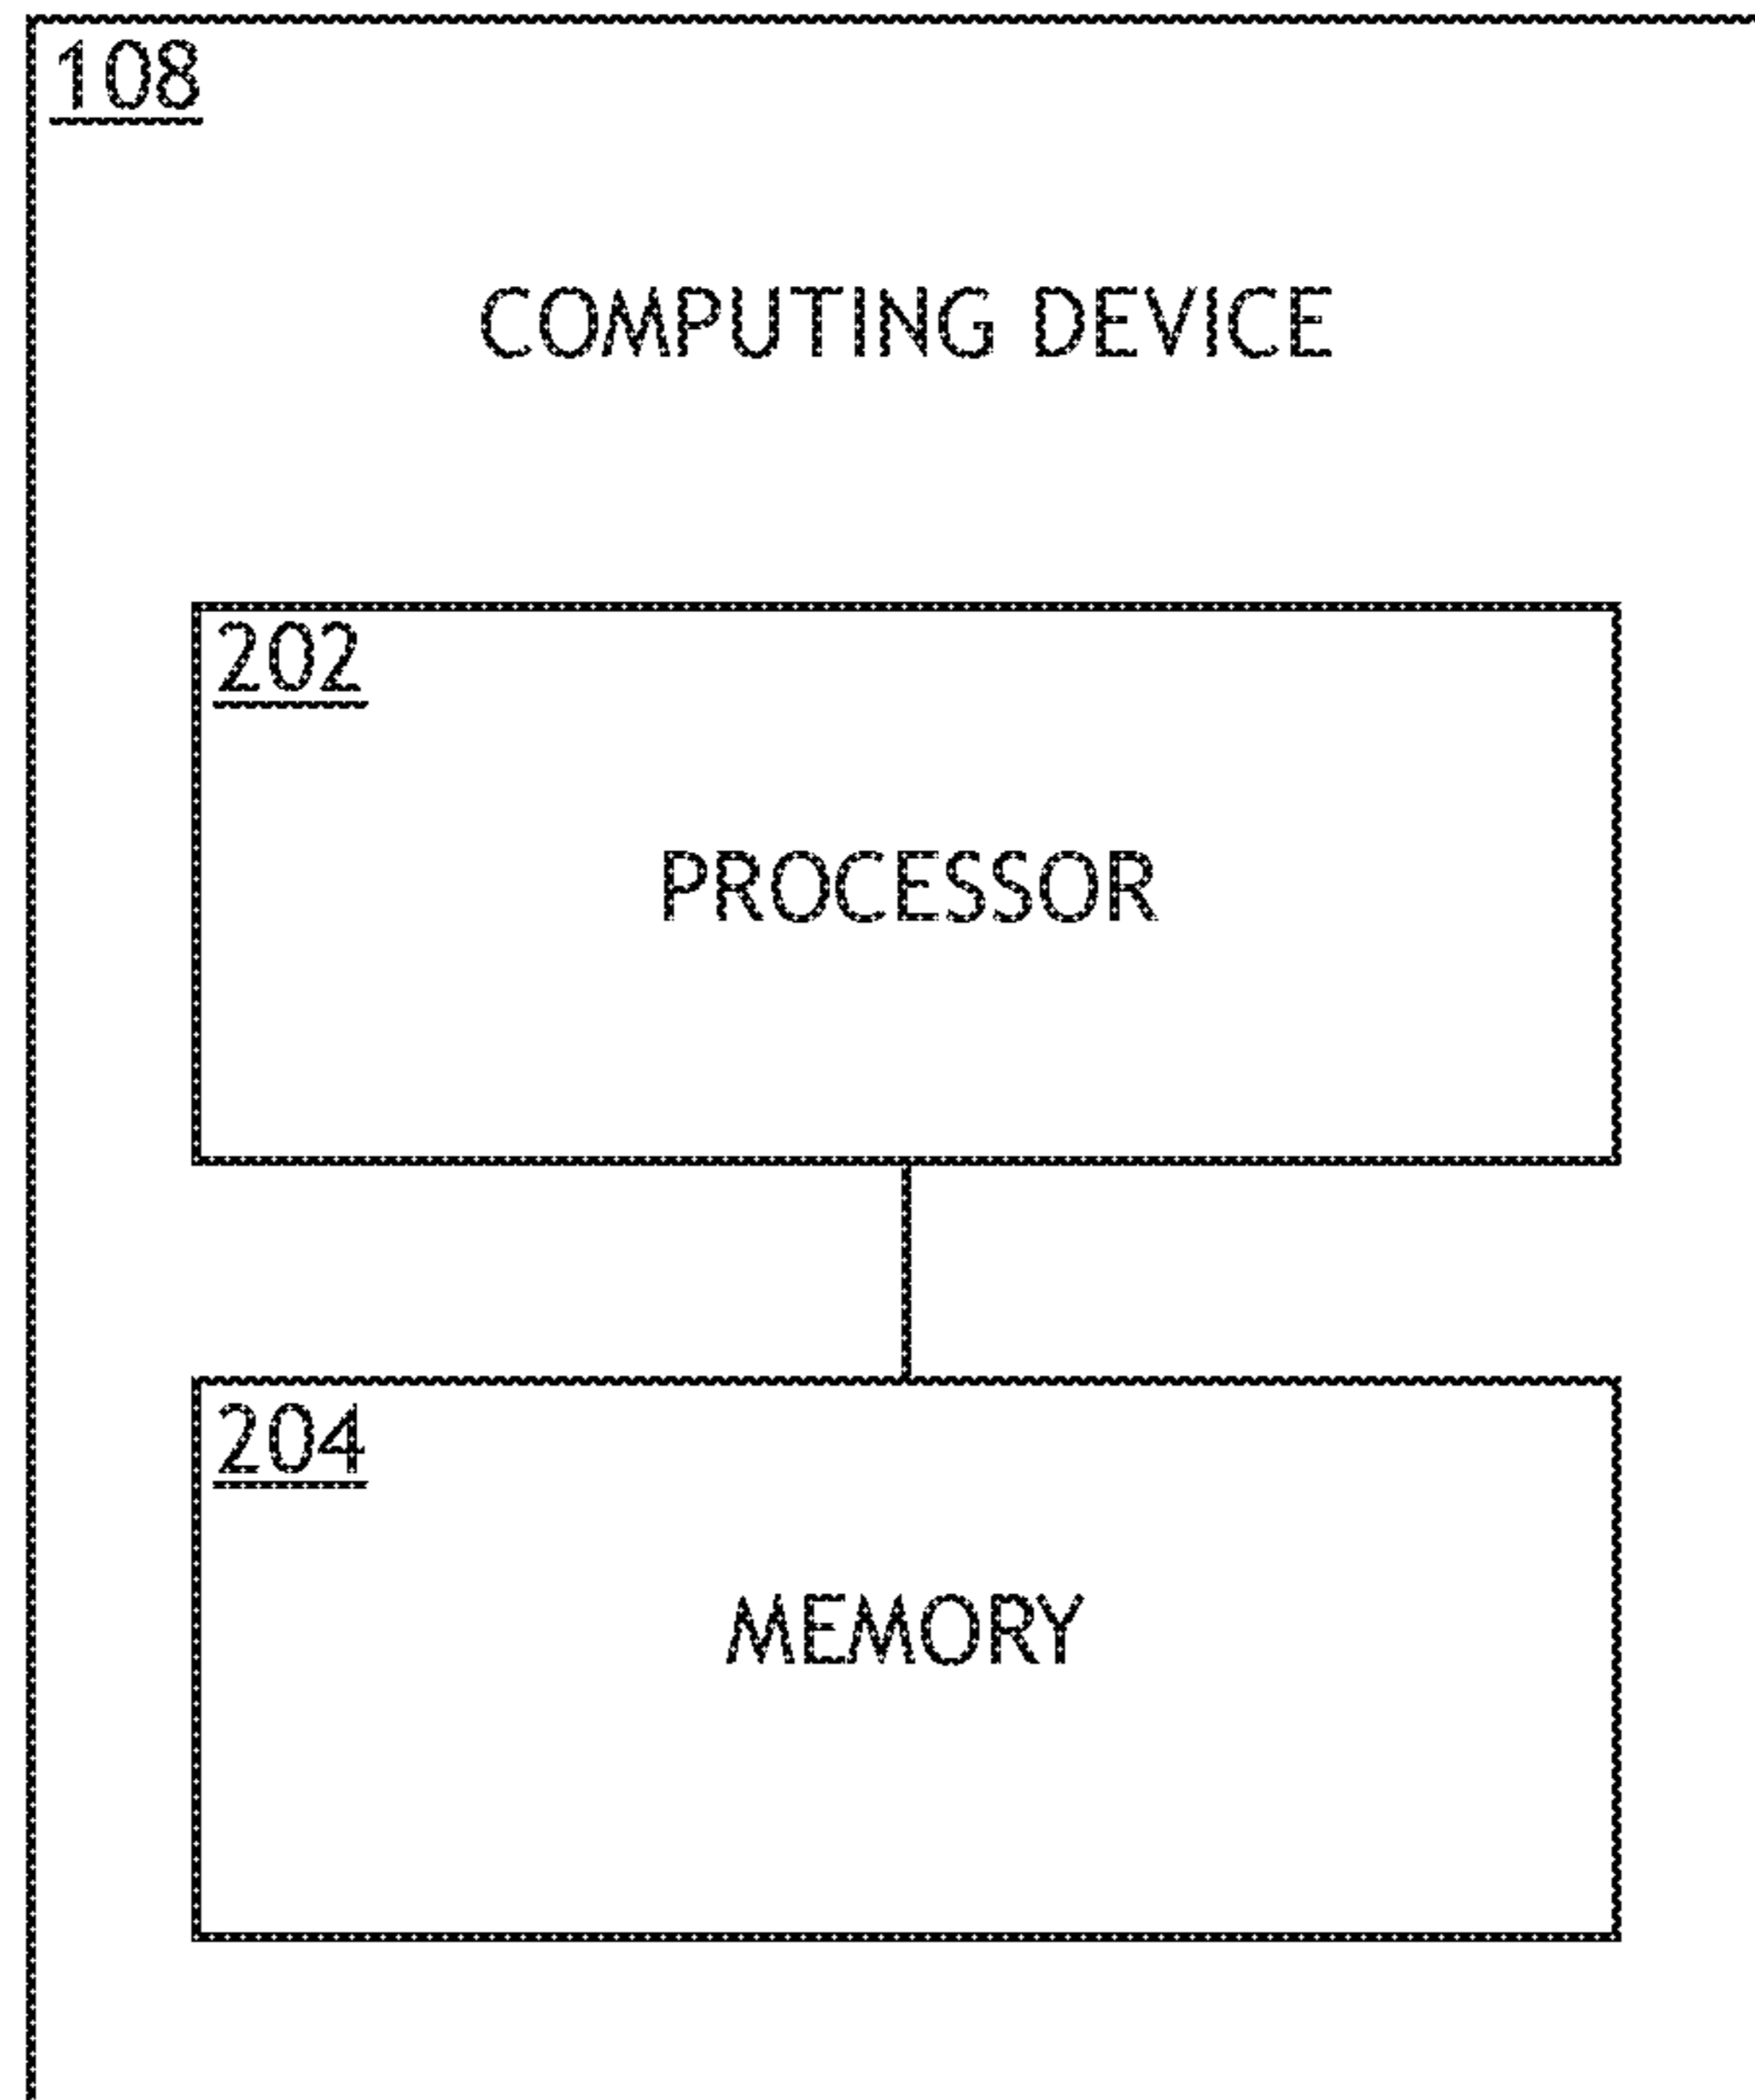 108
COMPUTING DEVICE
202
PROCESSOR
204
MEMORY